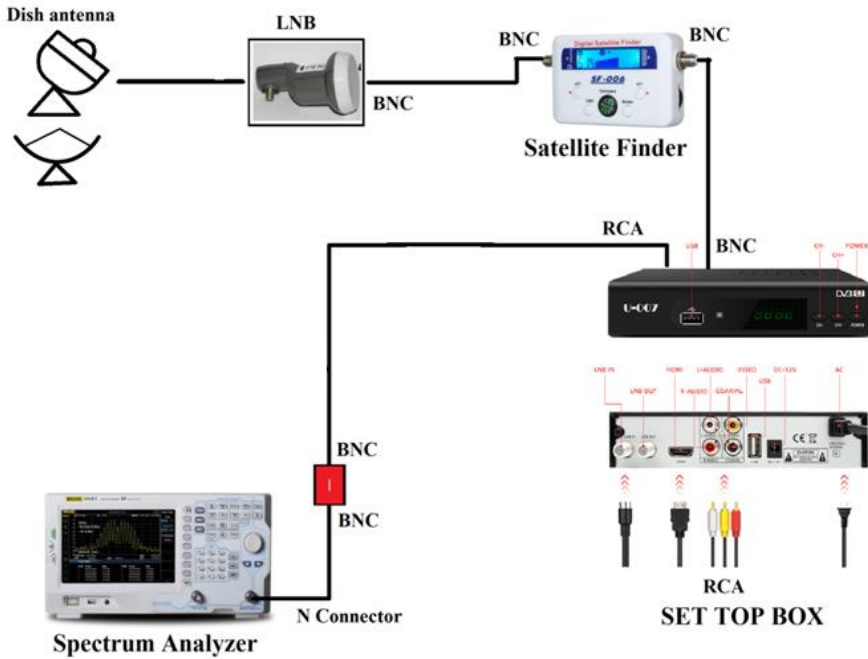 Dish antenna
LNB
BNC
BNC
BNC
Digital Satellite Finder
SF-006
Satellite Finder
RCA
BNC
USB
CH-
CH+
POWER
U-007
DVB S2
LNB IN
LNB OUT
HDMI
L-AUDIO
R-AUDIO
COAXIAL
VIDEO
USB
DC-12V
AC
BNC
BNC
N Connector
Spectrum Analyzer
RCA
SET TOP BOX